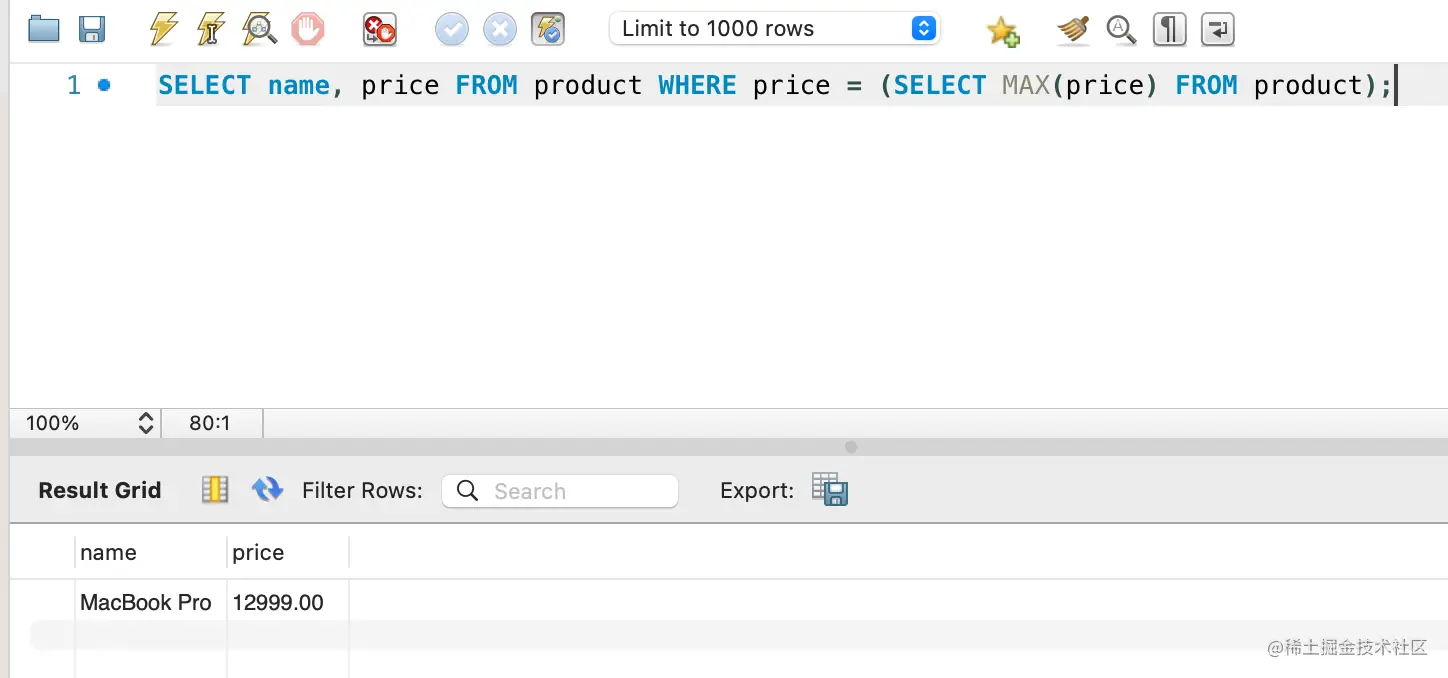 Limit to 1000 rows
1 SELECT name, price FROM product WHERE price = (SELECT MAX(price) FROM product);
100% 80:1
Result Grid Filter Rows: Search Export:
name price
MacBook Pro 12999.00
@稀土掘金技术社区